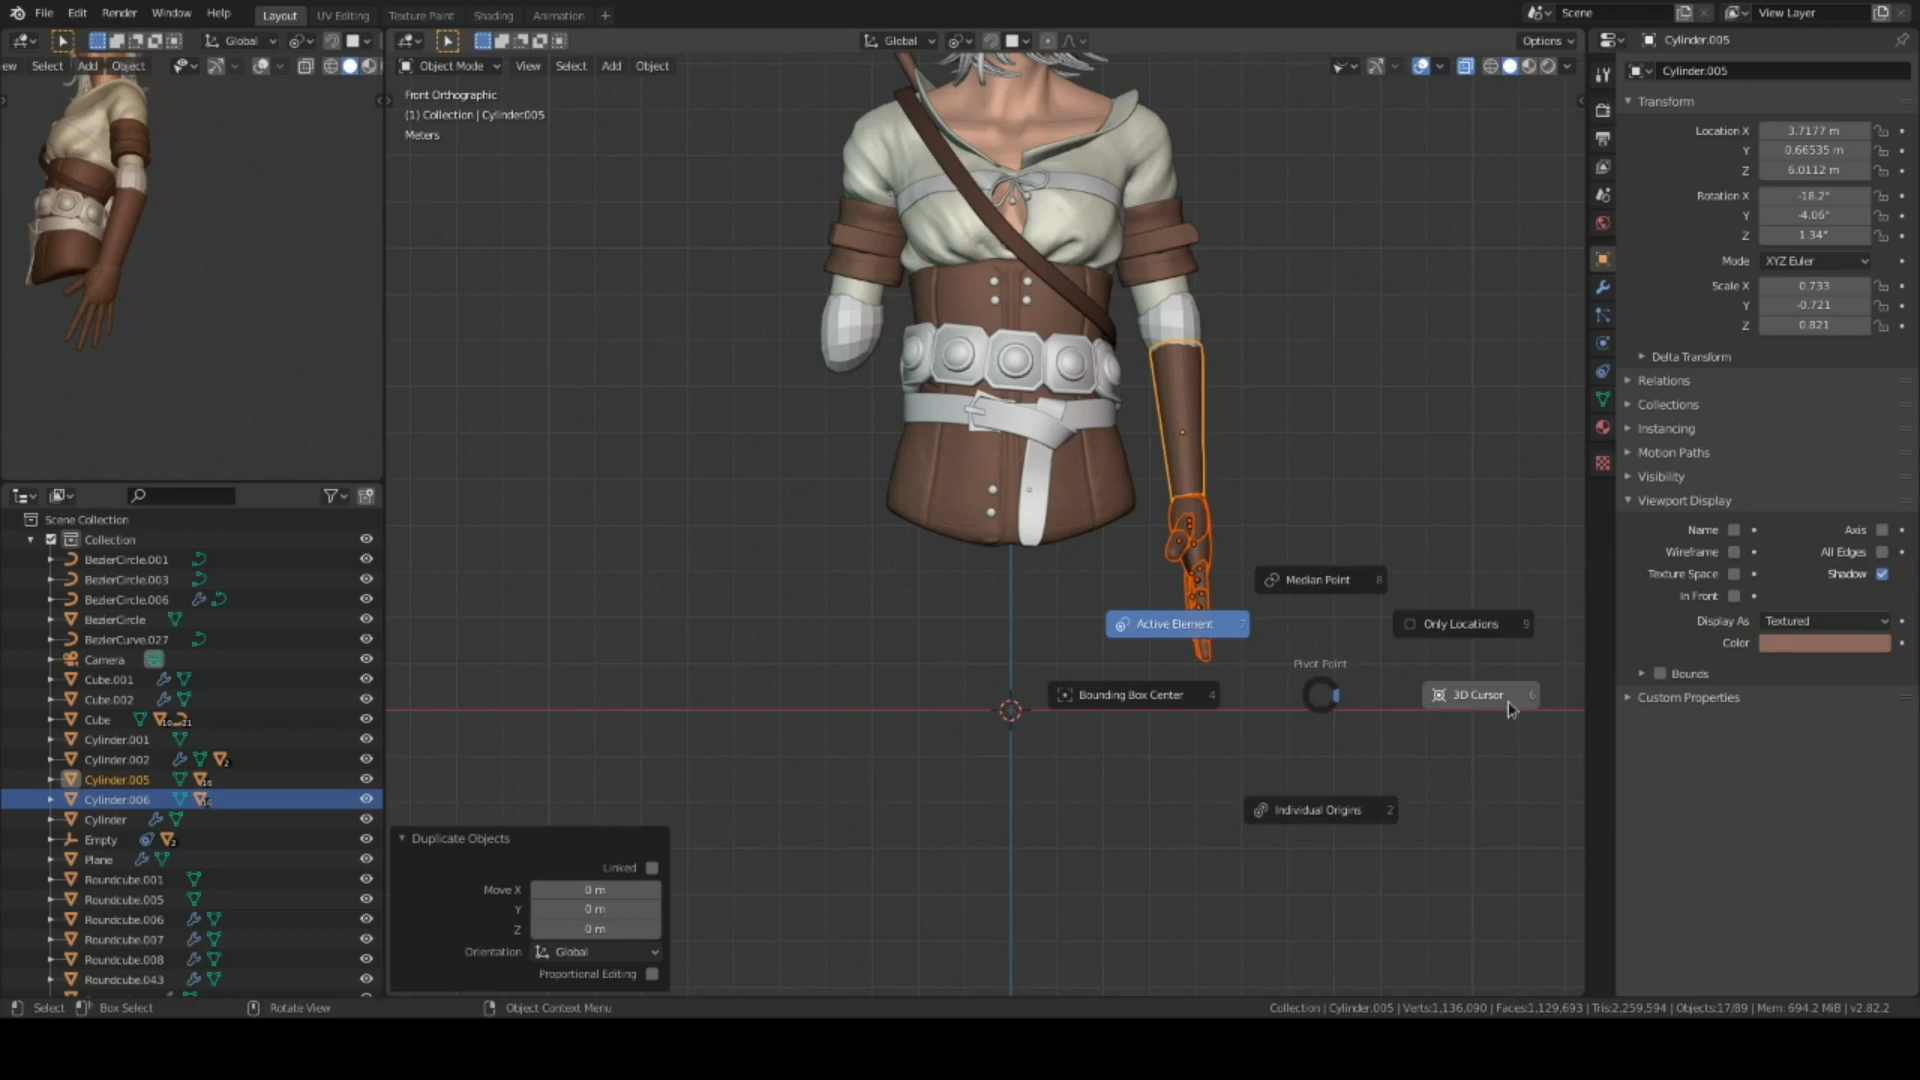 File Edit Render Window Help Layout UV Editing Texture Paint Shading Animation + Scene View Layer
Global Global Options Cylinder.005
ew Select Add Object Object Mode View Select Add Object Cylinder.005
Front Orthographic
(1) Collection | Cylinder.005
Meters
Transform
Location X 3.7177 m
Y 0.66535 m
Z 6.0112 m
Rotation X -18.2°
Y -4.06°
Z 1.34°
Mode XYZ Euler
Scale X 0.733
Y -0.721
Z 0.821
Delta Transform
Relations
Collections
Instancing
Motion Paths
Visibility
Viewport Display
Name Axis
Wireframe All Edges
Texture Space Shadow
In Front
Display As Textured
Color
Bounds
Custom Properties
Median Point 8
Active Element 7
Only Locations 9
Pivot Point
Bounding Box Center 4
3D Cursor 6
Individual Origins 2
Scene Collection
Collection
BezierCircle.001
BezierCircle.003
BezierCircle.006
BezierCircle
BezierCurve.027
Camera
Cube.001
Cube.002
Cube
Cylinder.001
Cylinder.002 2
Cylinder.005 16
Cylinder.006
Cylinder
Empty 2
Plane
Roundcube.001
Roundcube.005
Roundcube.006
Roundcube.007
Roundcube.008
Roundcube.043
Duplicate Objects
Linked
Move X 0 m
Y 0 m
Z 0 m
Orientation Global
Proportional Editing
Select Box Select Rotate View Object Context Menu Collection | Cylinder.005 | Verts:1,136,090 | Faces:1,129,693 | Tris:2,259,594 | Objects:17/89 | Mem: 694.2 MiB | v2.82.2